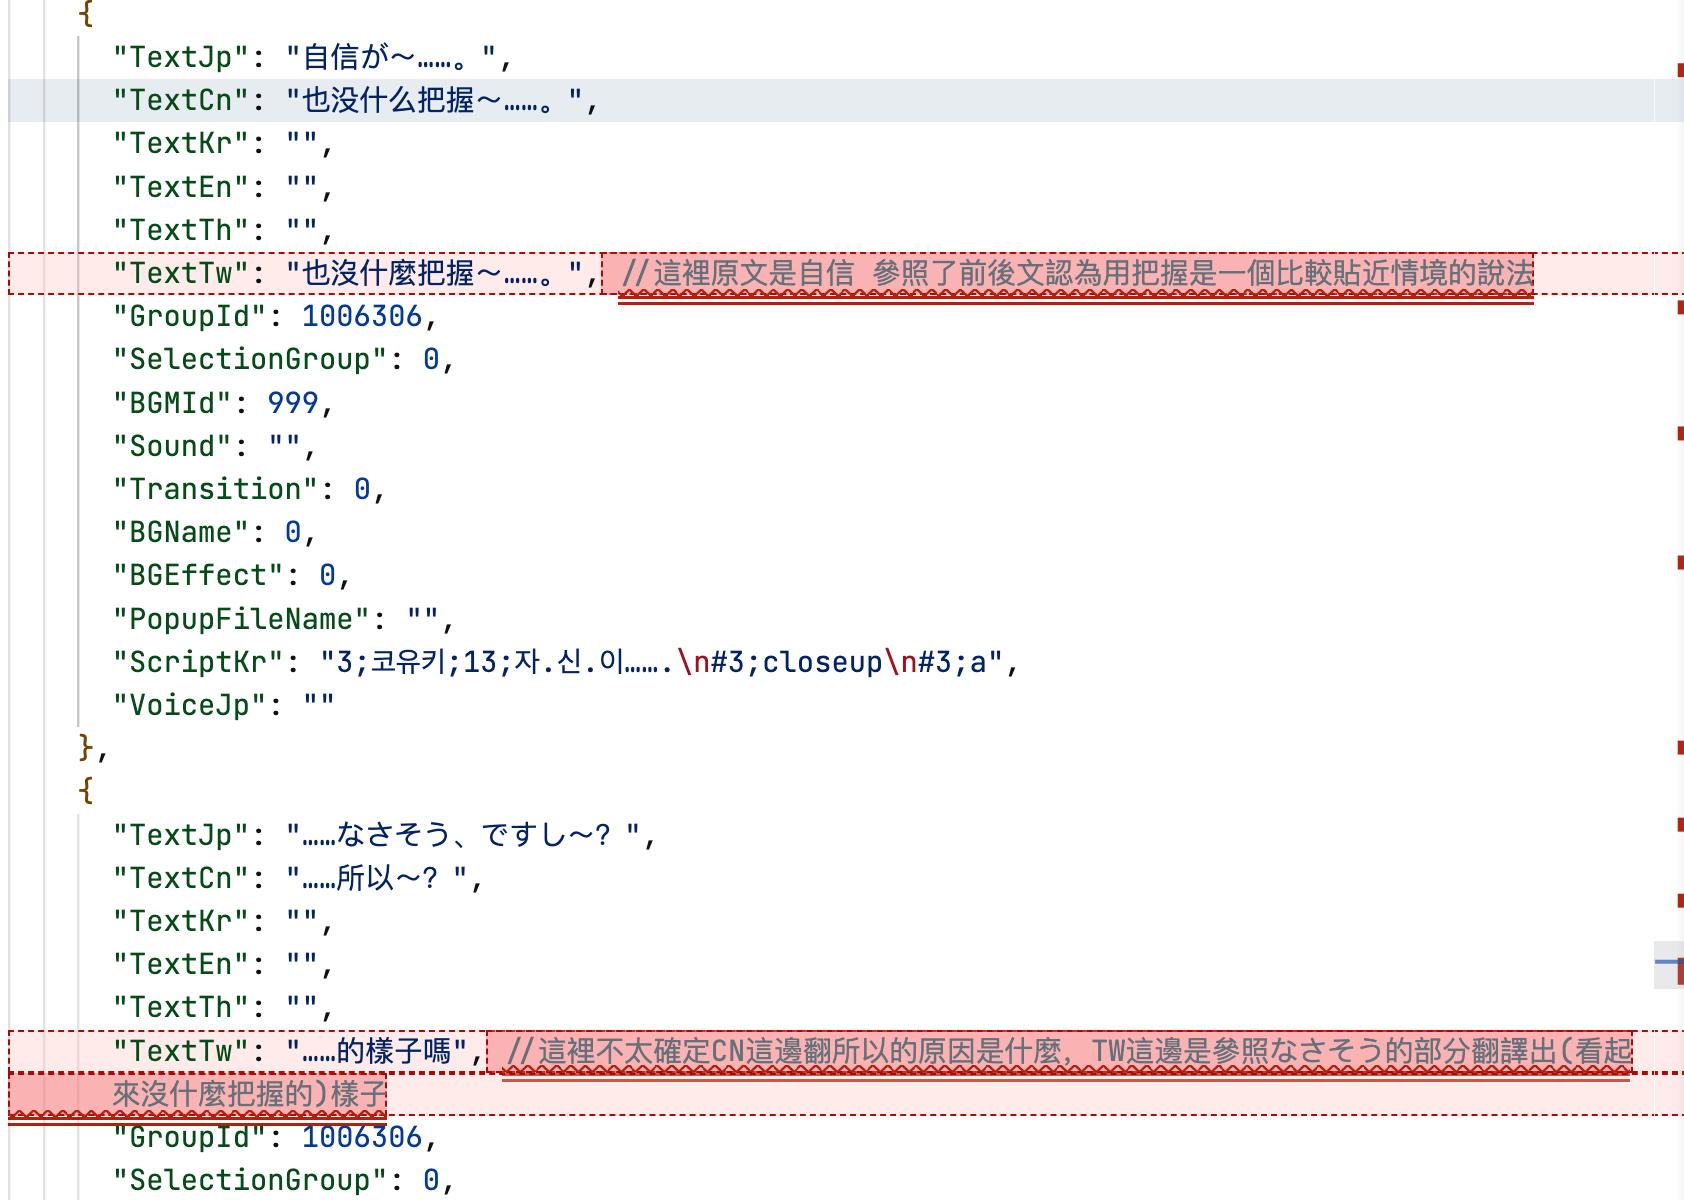 {
"TextJp": "自信が～……。",
"TextCn": "也没什么把握～……。",
"TextKr": "",
"TextEn": "",
"TextTh": "",
"TextTw": "也沒什麼把握～……。", //這裡原文是自信 參照了前後文認為用把握是一個比較貼近情境的說法
"GroupId": 1006306,
"SelectionGroup": 0,
"BGMId": 999,
"Sound": "",
"Transition": 0,
"BGName": 0,
"BGEffect": 0,
"PopupFileName": "",
"ScriptKr": "3;코유키;13;자.신.이…….\n#3;closeup\n#3;a",
"VoiceJp": ""
},
{
"TextJp": "……なさそう、ですし～？",
"TextCn": "……所以～？",
"TextKr": "",
"TextEn": "",
"TextTh": "",
"TextTw": "……的樣子嗎", //這裡不太確定CN這邊翻所以的原因是什麼，TW這邊是參照なさそう的部分翻譯出(看起
來沒什麼把握的)樣子
"GroupId": 1006306,
"SelectionGroup": 0,